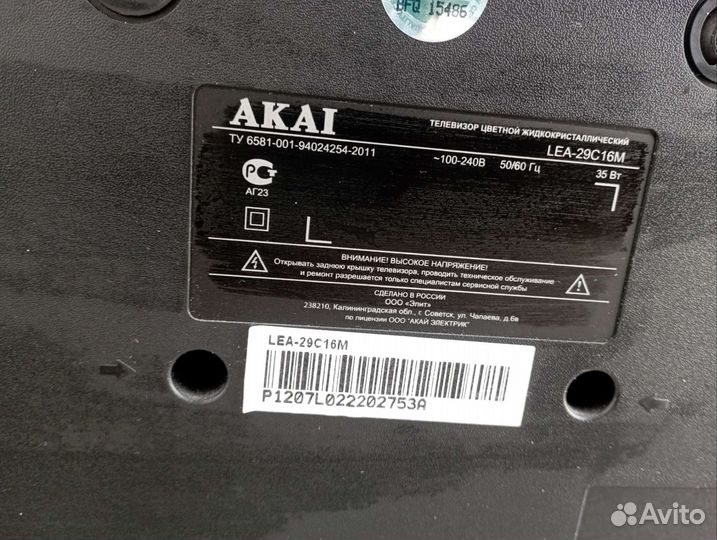 BFQ 15486
AKAI
ТЕЛЕВИЗОР ЦВЕТНОЙ ЖИДКОКРИСТАЛЛИЧЕСКИЙ
LEA-29C16M
ТУ 6581-001-94024254-2011
~100-240В 50/60 Гц 35 Вт
РСТ
АГ23
ВНИМАНИЕ! ВЫСОКОЕ НАПРЯЖЕНИЕ!
Открывать заднюю крышку телевизора, проводить техническое обслуживание
и ремонт разрешается только специалистам сервисной службы
СДЕЛАНО В РОССИИ
ООО «Элит»
238210, Калининградская обл., г. Советск, ул. Чапаева, д.6в
по лицензии ООО "АКАЙ ЭЛЕКТРИК"
LEA-29C16M
P1207L022202753A
Avito